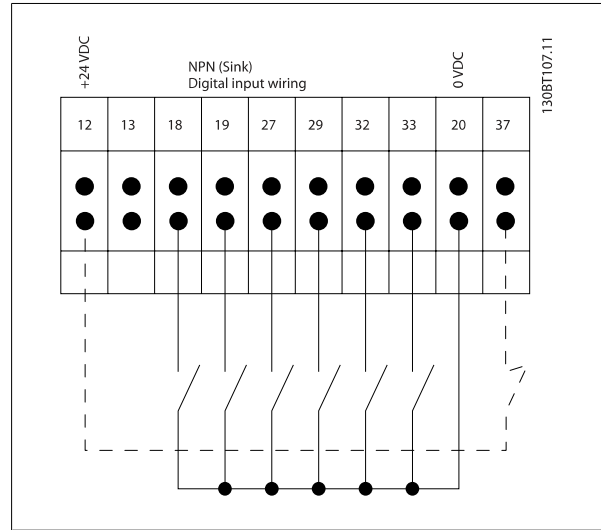 +24 VDC
NPN (Sink)
Digital input wiring
0 VDC
130BT107.11
12 13 18 19 27 29 32 33 20 37